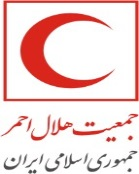 جمعیت هلال احمر
جمهوری اسلامی ایران